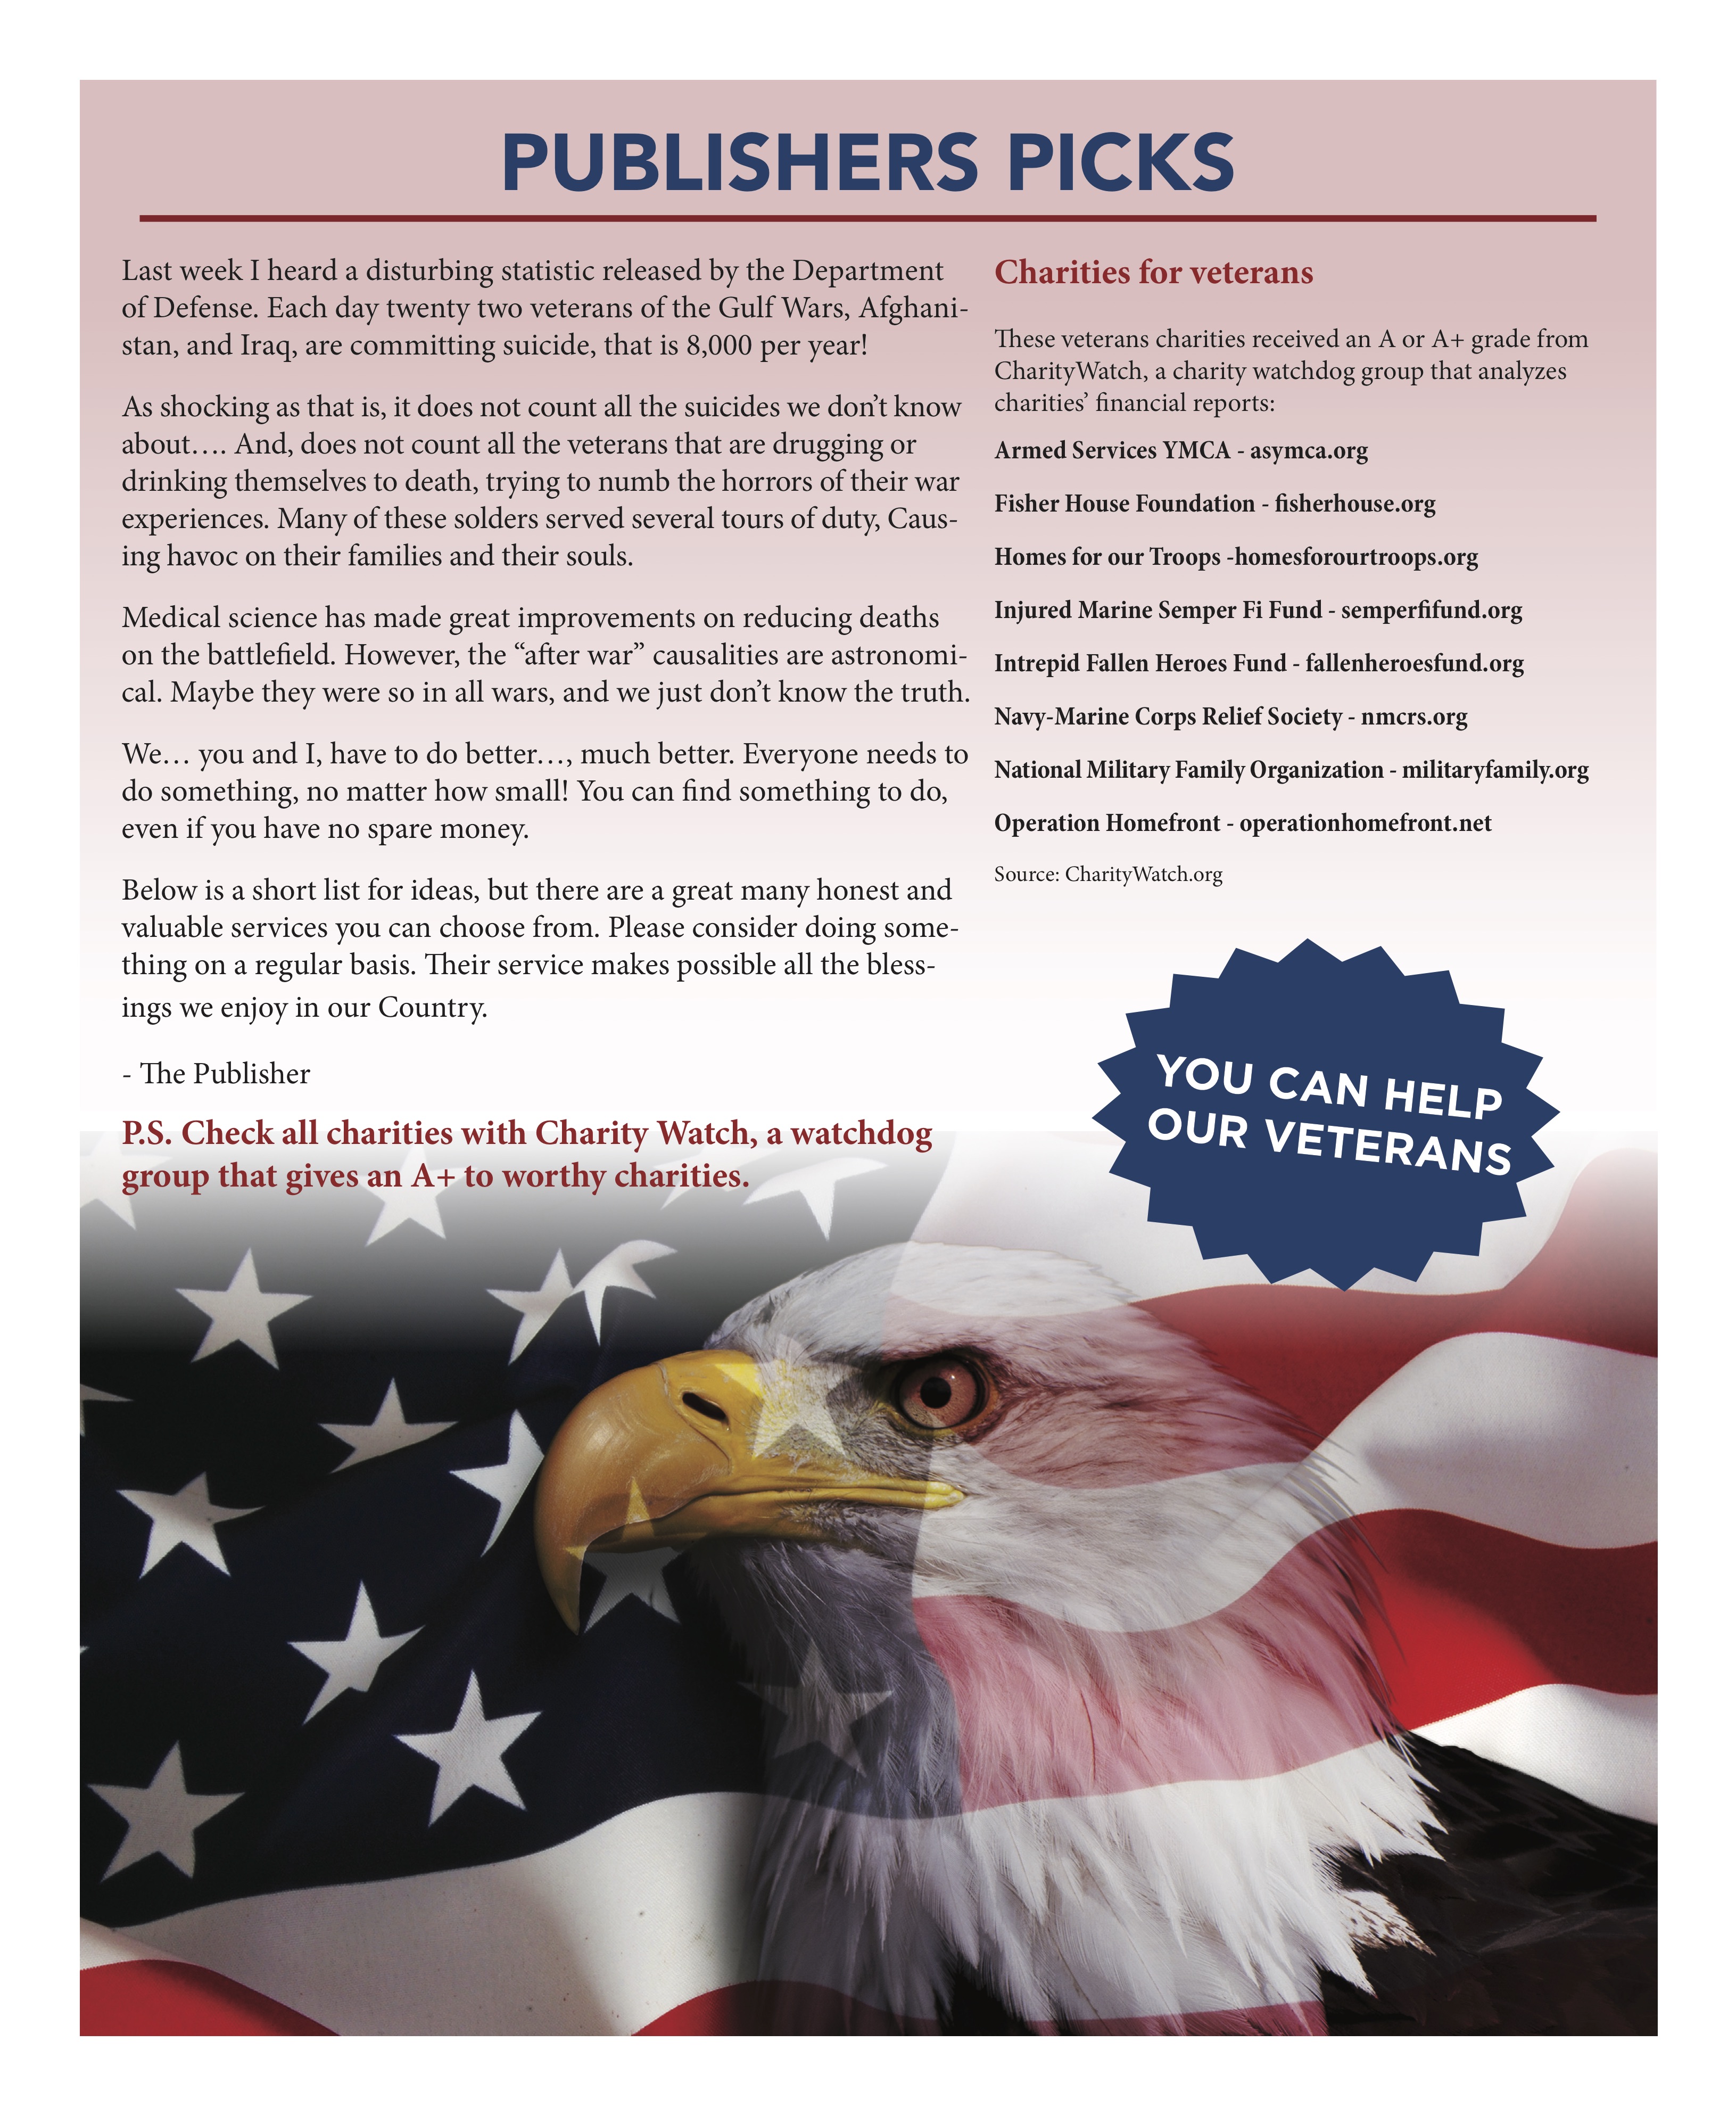 PUBLISHERS PICKS
Last week I heard a disturbing statistic released by the Department
of Defense. Each day twenty two veterans of the Gulf Wars, Afghani-
stan, and Iraq, are committing suicide, that is 8,000 per year!
As shocking as that is, it does not count all the suicides we don’t know
about…. And, does not count all the veterans that are drugging or
drinking themselves to death, trying to numb the horrors of their war
experiences. Many of these solders served several tours of duty, Caus-
ing havoc on their families and their souls.
Medical science has made great improvements on reducing deaths
on the battlefield. However, the “after war” causalities are astronomi-
cal. Maybe they were so in all wars, and we just don’t know the truth.
We… you and I, have to do better…, much better. Everyone needs to
do something, no matter how small! You can find something to do,
even if you have no spare money.
Below is a short list for ideas, but there are a great many honest and
valuable services you can choose from. Please consider doing some-
thing on a regular basis. Their service makes possible all the bless-
ings we enjoy in our Country.
- The Publisher
P.S. Check all charities with Charity Watch, a watchdog
group that gives an A+ to worthy charities.
Charities for veterans
These veterans charities received an A or A+ grade from
CharityWatch, a charity watchdog group that analyzes
charities’ financial reports:
Armed Services YMCA - asymca.org
Fisher House Foundation - fisherhouse.org
Homes for our Troops -homesforourtroops.org
Injured Marine Semper Fi Fund - semperfifund.org
Intrepid Fallen Heroes Fund - fallenheroesfund.org
Navy-Marine Corps Relief Society - nmcrs.org
National Military Family Organization - militaryfamily.org
Operation Homefront - operationhomefront.net
Source: CharityWatch.org
YOU CAN HELP
OUR VETERANS